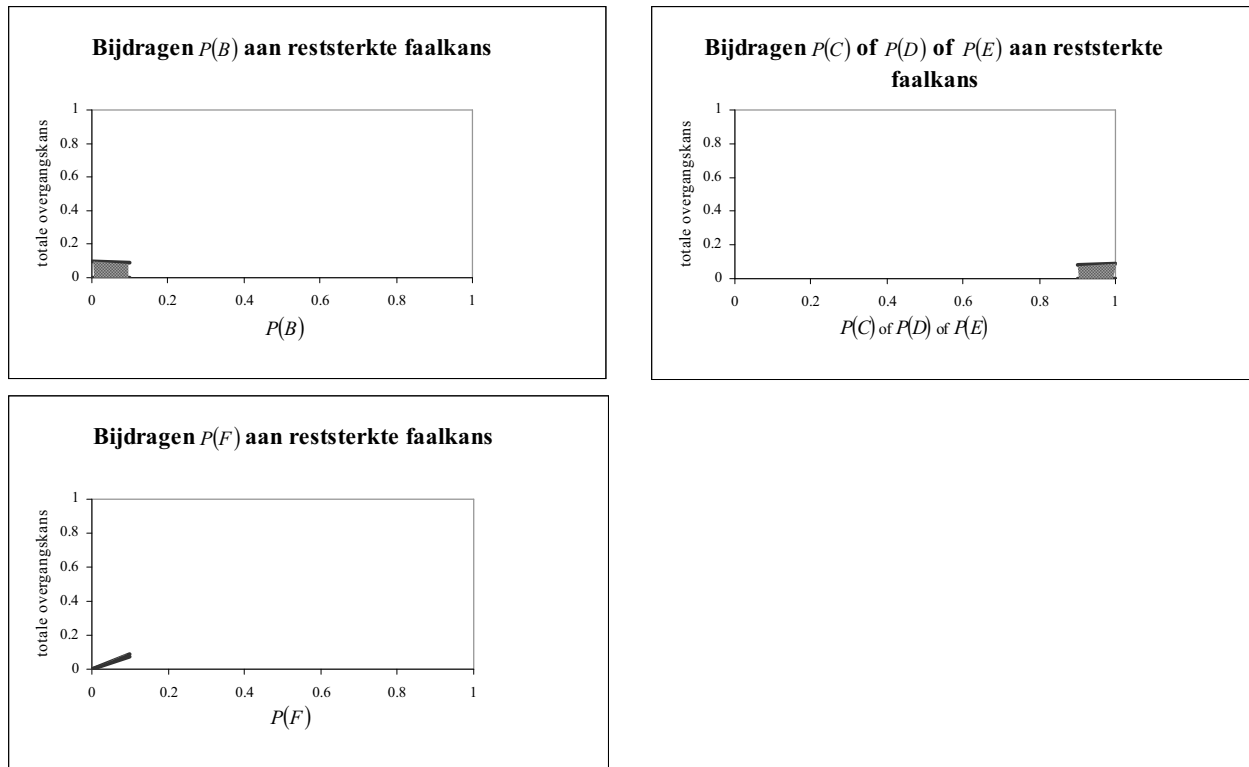 Bijdragen P(B) aan reststerkte faalkans
totale overgangskans
1
0.8
0.6
0.4
0.2
0
0 0.2 0.4 0.6 0.8 1
P(B)
Bijdragen P(C) of P(D) of P(E) aan reststerkte
faalkans
totale overgangskans
1
0.8
0.6
0.4
0.2
0
0 0.2 0.4 0.6 0.8 1
P(C) of P(D) of P(E)
Bijdragen P(F) aan reststerkte faalkans
totale overgangskans
1
0.8
0.6
0.4
0.2
0
0 0.2 0.4 0.6 0.8 1
P(F)